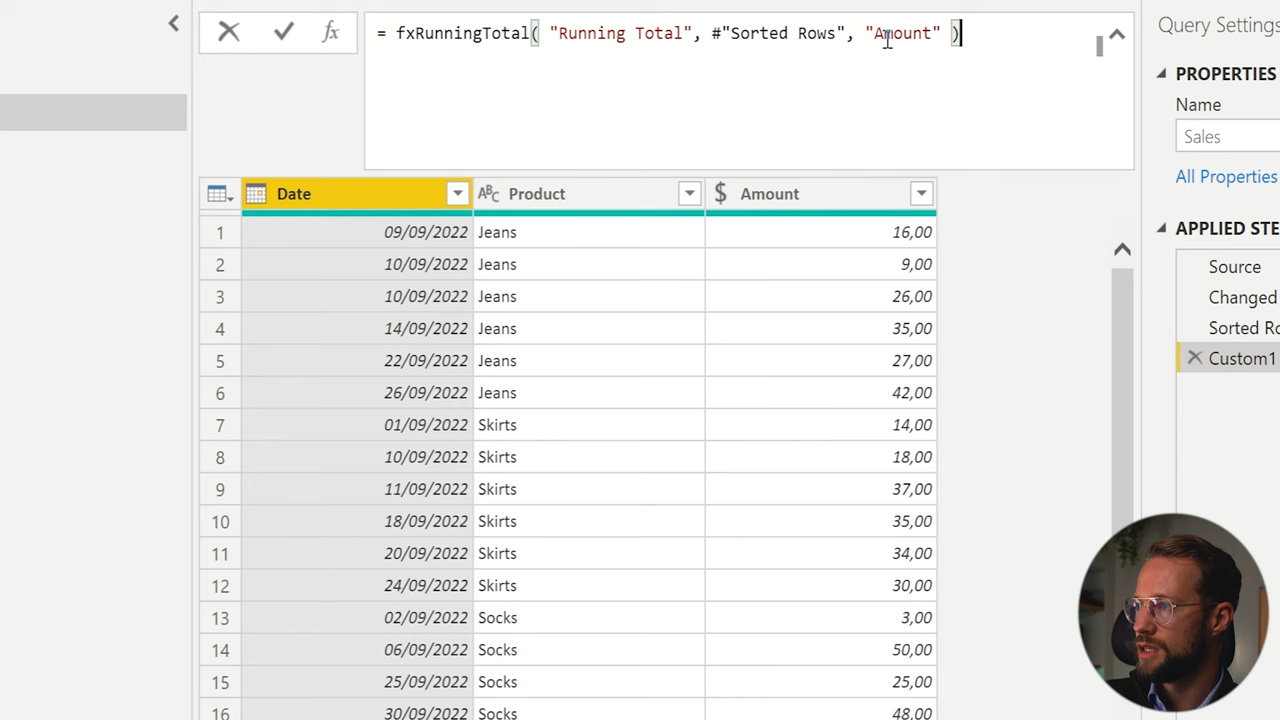 = fxRunningTotal( "Running Total", #"Sorted Rows", "Amount" )
Query Settings
PROPERTIES
Name
Sales
All Properties
APPLIED STE
Source
Changed
Sorted Ro
Custom1
Date Product Amount
1 09/09/2022 Jeans 16,00
2 10/09/2022 Jeans 9,00
3 10/09/2022 Jeans 26,00
4 14/09/2022 Jeans 35,00
5 22/09/2022 Jeans 27,00
6 26/09/2022 Jeans 42,00
7 01/09/2022 Skirts 14,00
8 10/09/2022 Skirts 18,00
9 11/09/2022 Skirts 37,00
10 18/09/2022 Skirts 35,00
11 20/09/2022 Skirts 34,00
12 24/09/2022 Skirts 30,00
13 02/09/2022 Socks 3,00
14 06/09/2022 Socks 50,00
15 25/09/2022 Socks 25,00
16 30/09/2022 Socks 48,00